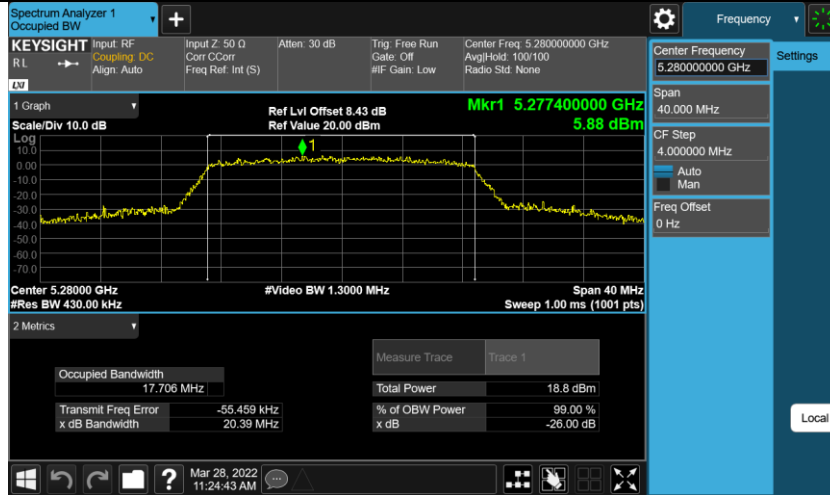 Spectrum Analyzer 1
Occupied BW
+
Frequency
KEYSIGHT
RL
LXI
Input: RF
Coupling: DC
Align: Auto
Input Z: 50 Ω
Corr CCorr
Freq Ref: Int (S)
Atten: 30 dB
Trig: Free Run
Gate: Off
#IF Gain: Low
Center Freq: 5.280000000 GHz
Avg|Hold: 100/100
Radio Std: None
Center Frequency
5.280000000 GHz
Settings
Span
40.000 MHz
CF Step
4.000000 MHz
Auto
Man
Freq Offset
0 Hz
Local
1 Graph
Scale/Div 10.0 dB
Ref Lvl Offset 8.43 dB
Ref Value 20.00 dBm
Mkr1 5.277400000 GHz
5.88 dBm
Log
10.0
0.00
-10.0
-20.0
-30.0
-40.0
-50.0
-60.0
-70.0
1
Center 5.28000 GHz
#Res BW 430.00 kHz
#Video BW 1.3000 MHz
Span 40 MHz
Sweep 1.00 ms (1001 pts)
2 Metrics
Measure Trace
Trace 1
Occupied Bandwidth
17.706 MHz
Total Power
18.8 dBm
Transmit Freq Error
-55.459 kHz
% of OBW Power
99.00 %
x dB Bandwidth
20.39 MHz
x dB
-26.00 dB
?
Mar 28, 2022
11:24:43 AM